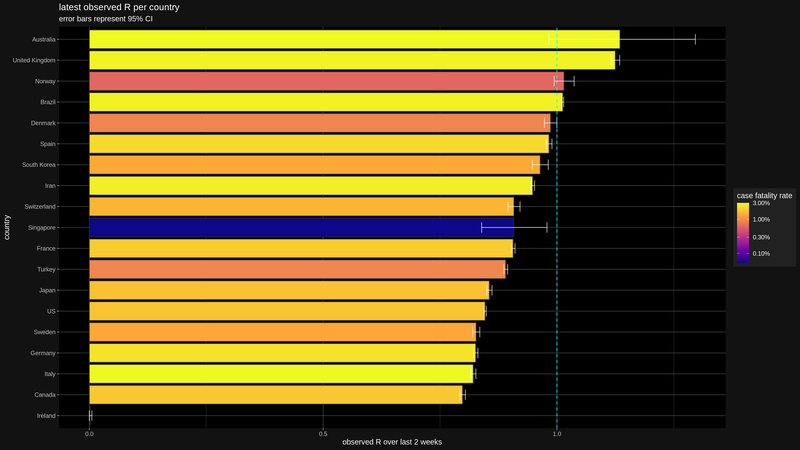 latest observed R per country
error bars represent 95% CI
Australia
United Kingdom
Norway
Brazil
Denmark
Spain
South Korea
Iran
Switzerland
Singapore
France
Turkey
Japan
US
Sweden
Germany
Italy
Canada
Ireland
country
0.0 0.5 1.0
observed R over last 2 weeks
case fatality rate
3.00%
1.00%
0.30%
0.10%